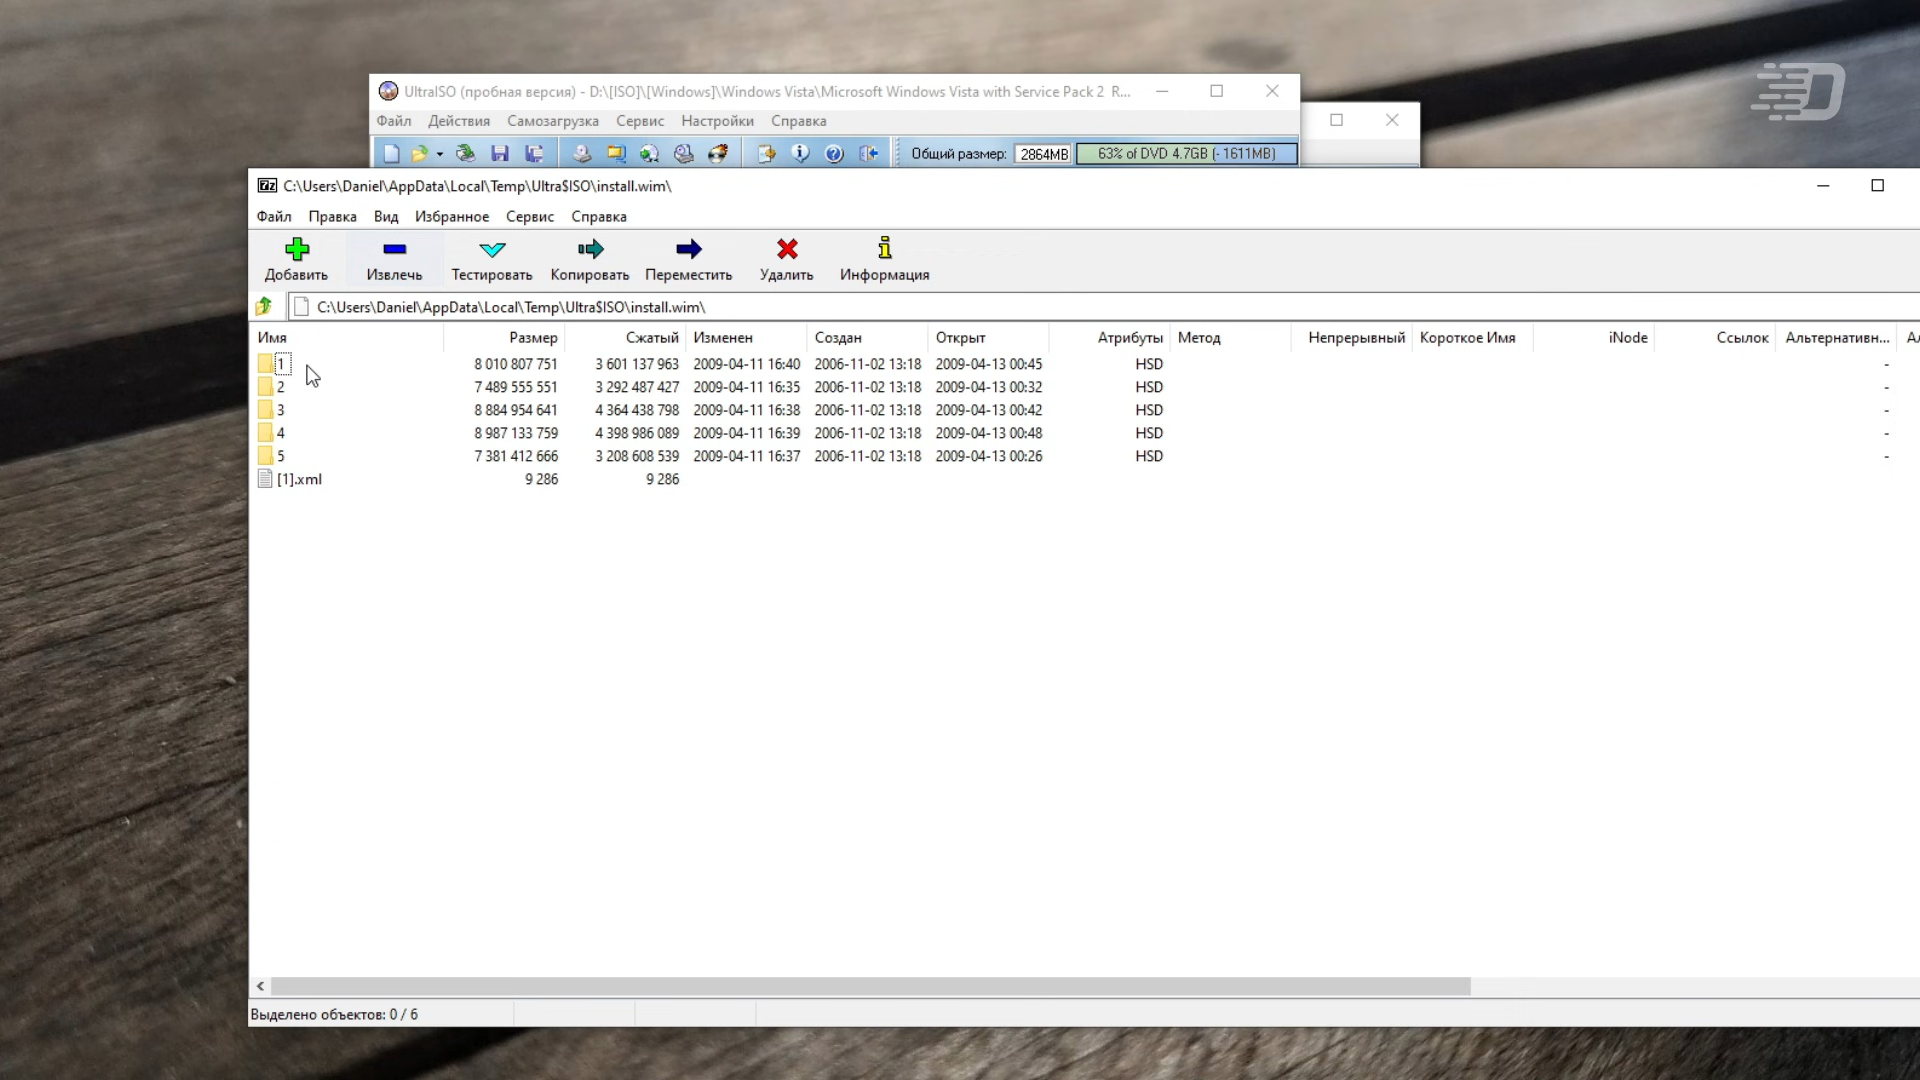 UltraISO (пробная версия) - D:\[ISO]\[Windows]\Windows Vista\Microsoft Windows Vista with Service Pack 2 R...
Файл Действия Самозагрузка Сервис Настройки Справка
Общий размер: 2864MB 63% of DVD 4.7GB (- 1611MB)
C:\Users\Daniel\AppData\Local\Temp\Ultra$ISO\install.wim\
Файл Правка Вид Избранное Сервис Справка
Добавить Извлечь Тестировать Копировать Переместить Удалить Информация
C:\Users\Daniel\AppData\Local\Temp\Ultra$ISO\install.wim\
Имя Размер Сжатый Изменен Создан Открыт Атрибуты Метод Непрерывный Короткое Имя iNode Ссылок Альтернативн...
1 8 010 807 751 3 601 137 963 2009-04-11 16:40 2006-11-02 13:18 2009-04-13 00:45 HSD -
2 7 489 555 551 3 292 487 427 2009-04-11 16:35 2006-11-02 13:18 2009-04-13 00:32 HSD -
3 8 884 954 641 4 364 438 798 2009-04-11 16:38 2006-11-02 13:18 2009-04-13 00:42 HSD -
4 8 987 133 759 4 398 986 089 2009-04-11 16:39 2006-11-02 13:18 2009-04-13 00:48 HSD -
5 7 381 412 666 3 208 608 539 2009-04-11 16:37 2006-11-02 13:18 2009-04-13 00:26 HSD -
[1].xml 9 286 9 286
Выделено объектов: 0 / 6